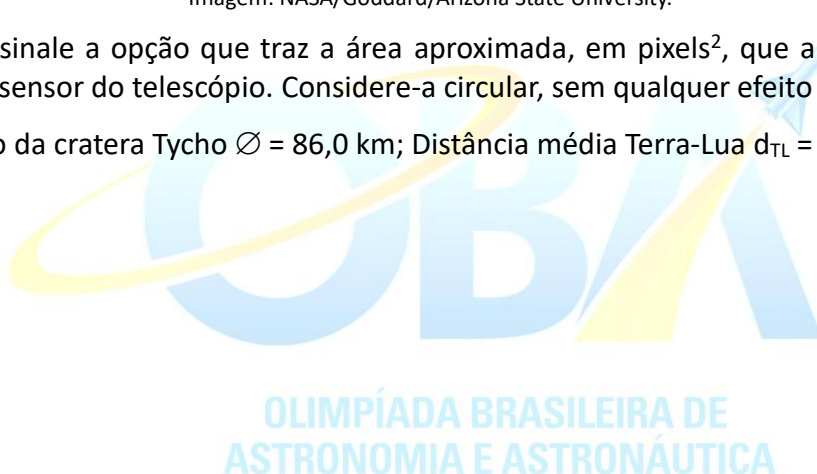 Imagem: NASA/Goddard/Arizona State University.
sinale a opção que traz a área aproximada, em pixels², que a
sensor do telescópio. Considere-a circular, sem qualquer efeito
o da cratera Tycho ∅ = 86,0 km; Distância média Terra-Lua dTL =
OBA
OLIMPÍADA BRASILEIRA DE
ASTRONOMIA E ASTRONÁUTICA